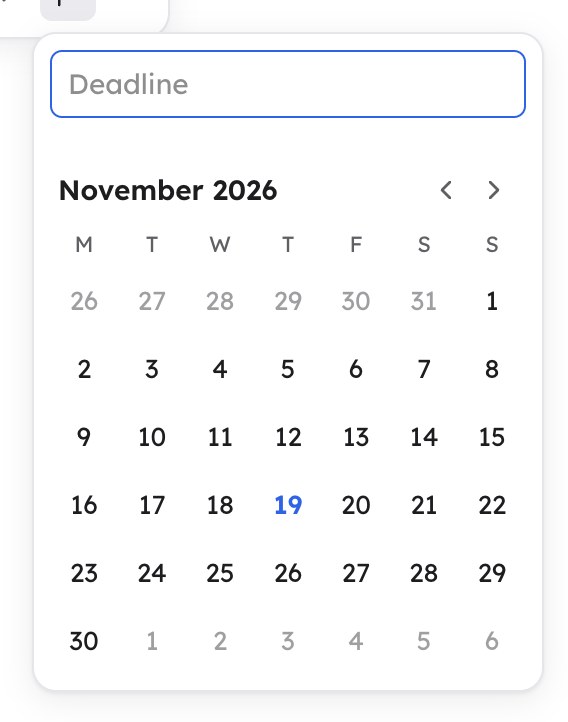 Deadline
November 2026
M T W T F S S
26 27 28 29 30 31 1
2 3 4 5 6 7 8
9 10 11 12 13 14 15
16 17 18 19 20 21 22
23 24 25 26 27 28 29
30 1 2 3 4 5 6